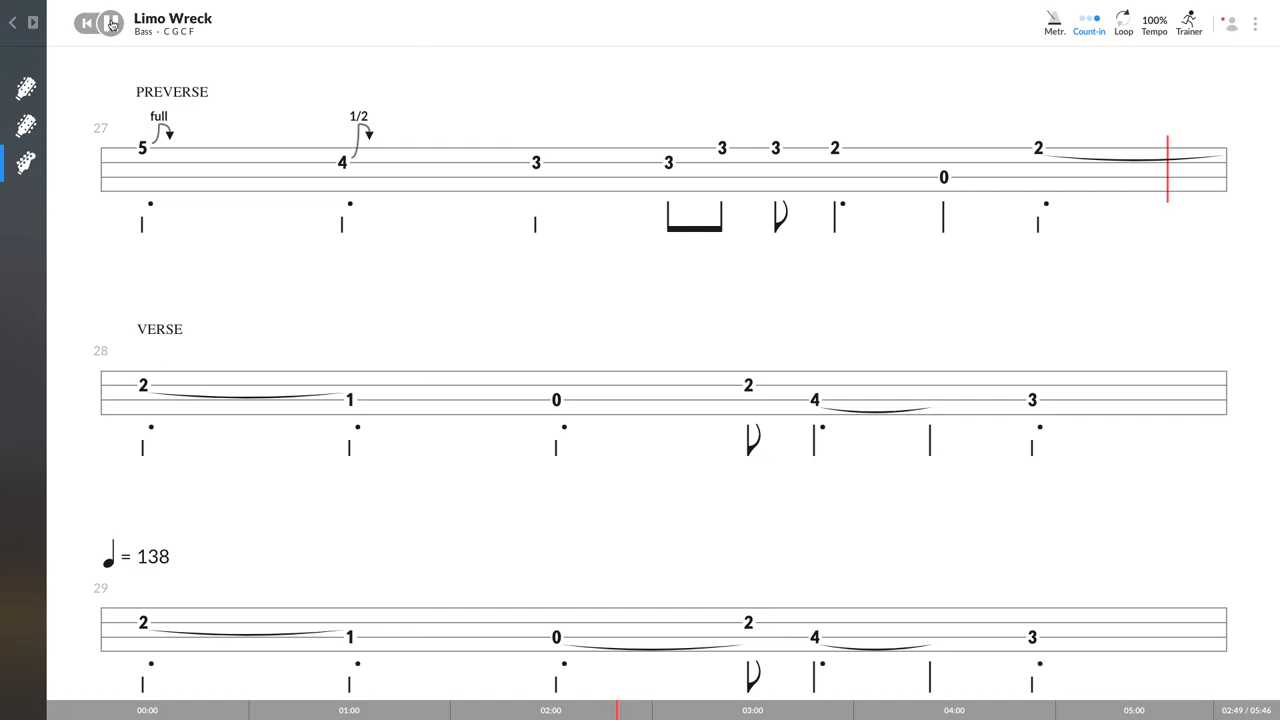 Limo Wreck
Bass · C G C F
Metr.
Count-in
Loop
100%
Tempo
Trainer
PREVERSE
full
1/2
27
5 4 3 3 3 3 2 0 2
VERSE
28
2 1 0 2 4 3
= 138
29
2 1 0 2 4 3
00:00 01:00 02:00 03:00 04:00 05:00 02:49 / 05:46